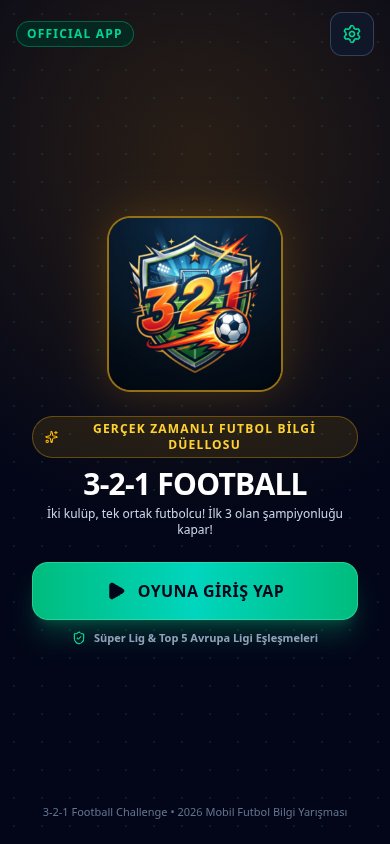 OFFICIAL APP
321
GERÇEK ZAMANLI FUTBOL BİLGİ
DÜELLOSU
3-2-1 FOOTBALL
İki kulüp, tek ortak futbolcu! İlk 3 olan şampiyonluğu
kapar!
OYUNA GİRİŞ YAP
Süper Lig & Top 5 Avrupa Ligi Eşleşmeleri
3-2-1 Football Challenge • 2026 Mobil Futbol Bilgi Yarışması